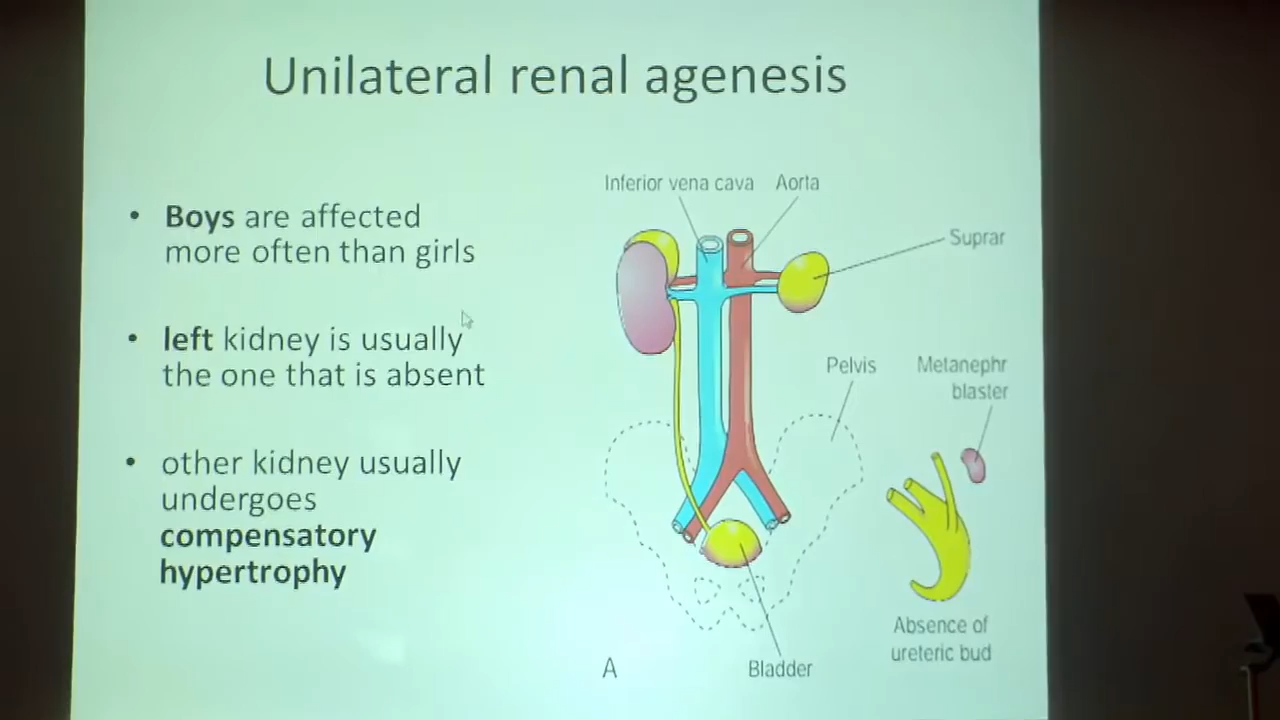 Unilateral renal agenesis
• Boys are affected
more often than girls
• left kidney is usually
the one that is absent
• other kidney usually
undergoes
compensatory
hypertrophy
Inferior vena cava
Aorta
Suprar
Pelvis
Metanephr
blaster
Absence of
ureteric bud
A
Bladder